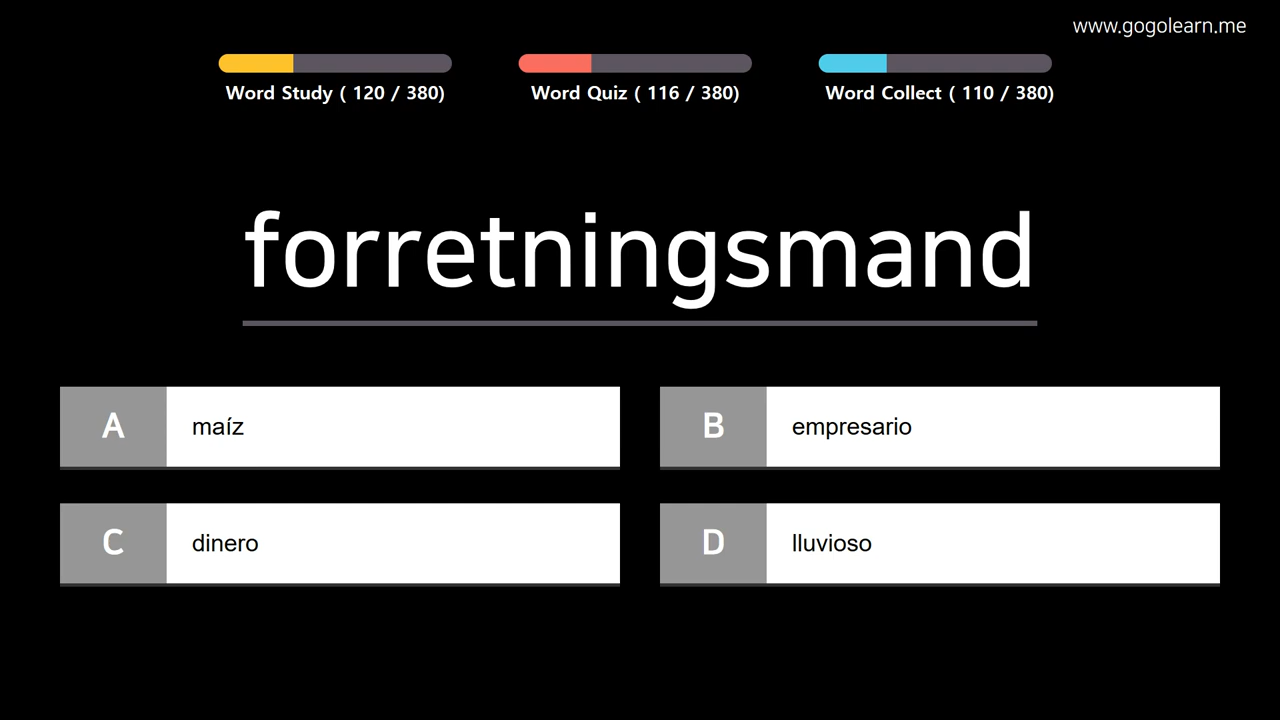 www.gogolearn.me
Word Study ( 120 / 380)
Word Quiz ( 116 / 380)
Word Collect ( 110 / 380)
forretningsmand
A
maíz
B
empresario
C
dinero
D
lluvioso